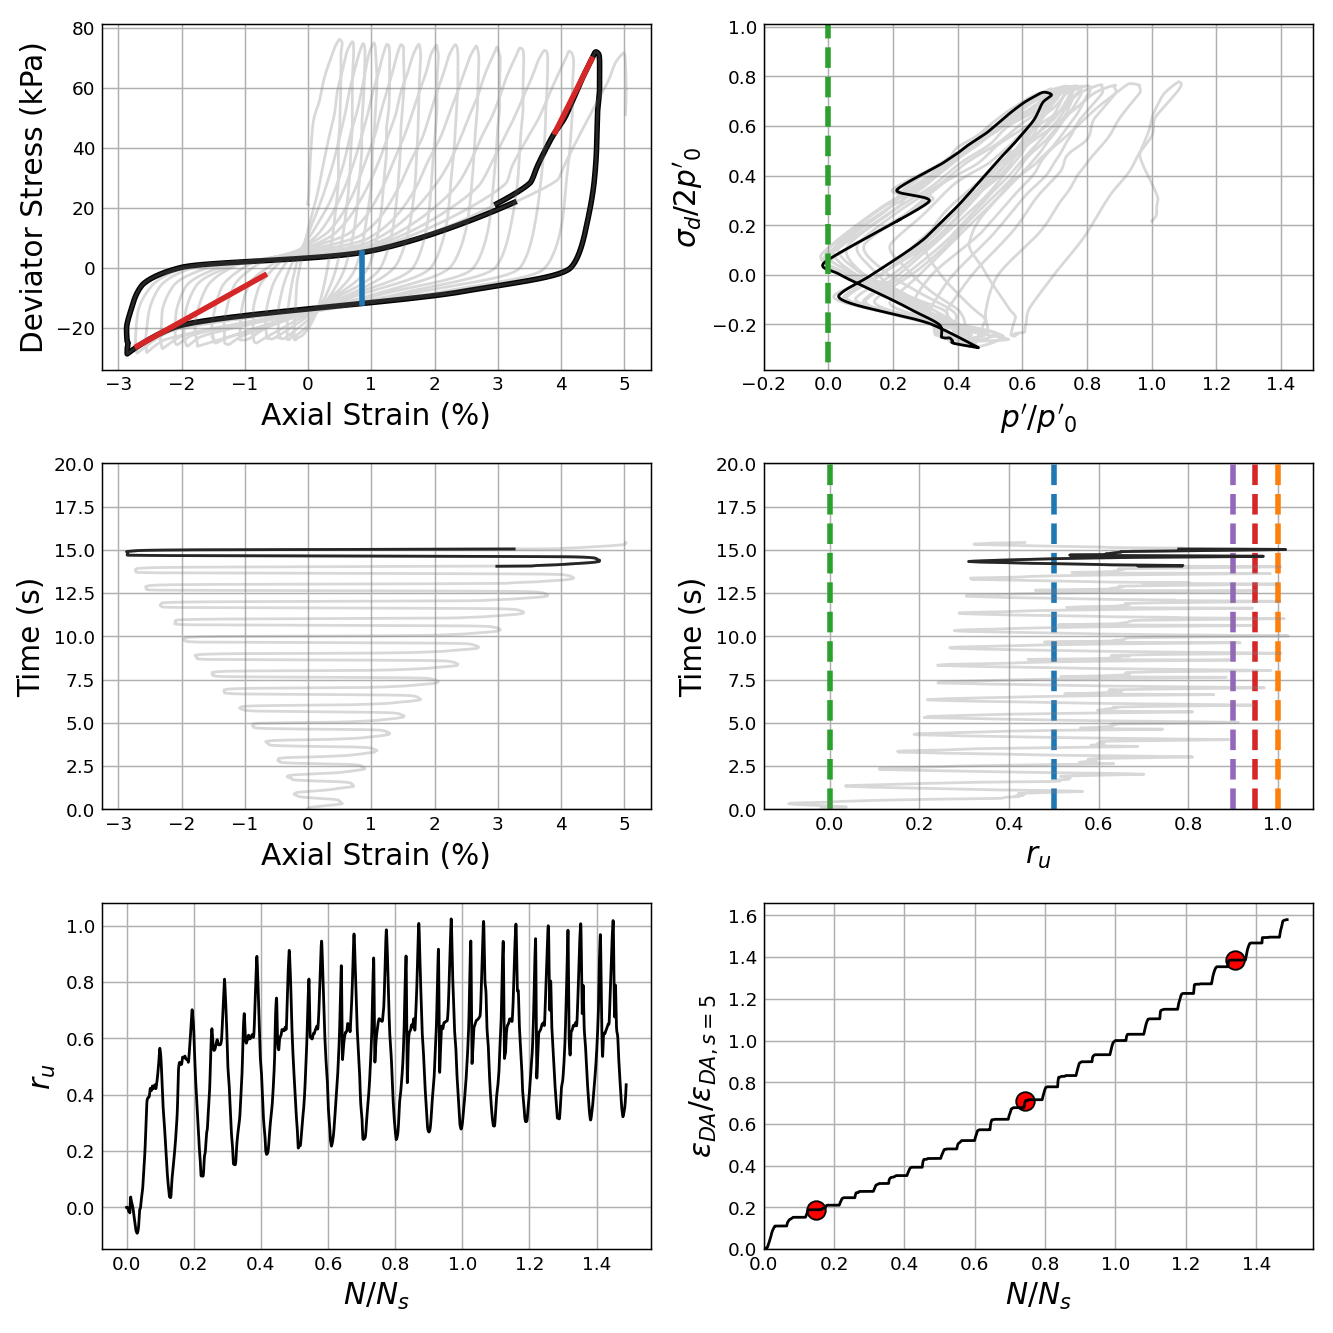 80
60
40
20
0
−20
Deviator Stress (kPa)
−3 −2 −1 0 1 2 3 4 5
Axial Strain (%)
1.0
0.8
0.6
0.4
0.2
0.0
−0.2
σd/2p′0
−0.2 0.0 0.2 0.4 0.6 0.8 1.0 1.2 1.4
p′/p′0
20.0
17.5
15.0
12.5
10.0
7.5
5.0
2.5
0.0
Time (s)
−3 −2 −1 0 1 2 3 4 5
Axial Strain (%)
20.0
17.5
15.0
12.5
10.0
7.5
5.0
2.5
0.0
Time (s)
0.0 0.2 0.4 0.6 0.8 1.0
ru
1.0
0.8
0.6
0.4
0.2
0.0
ru
0.0 0.2 0.4 0.6 0.8 1.0 1.2 1.4
N/Ns
1.6
1.4
1.2
1.0
0.8
0.6
0.4
0.2
0.0
εDA/εDA, s = 5
0.0 0.2 0.4 0.6 0.8 1.0 1.2 1.4
N/Ns